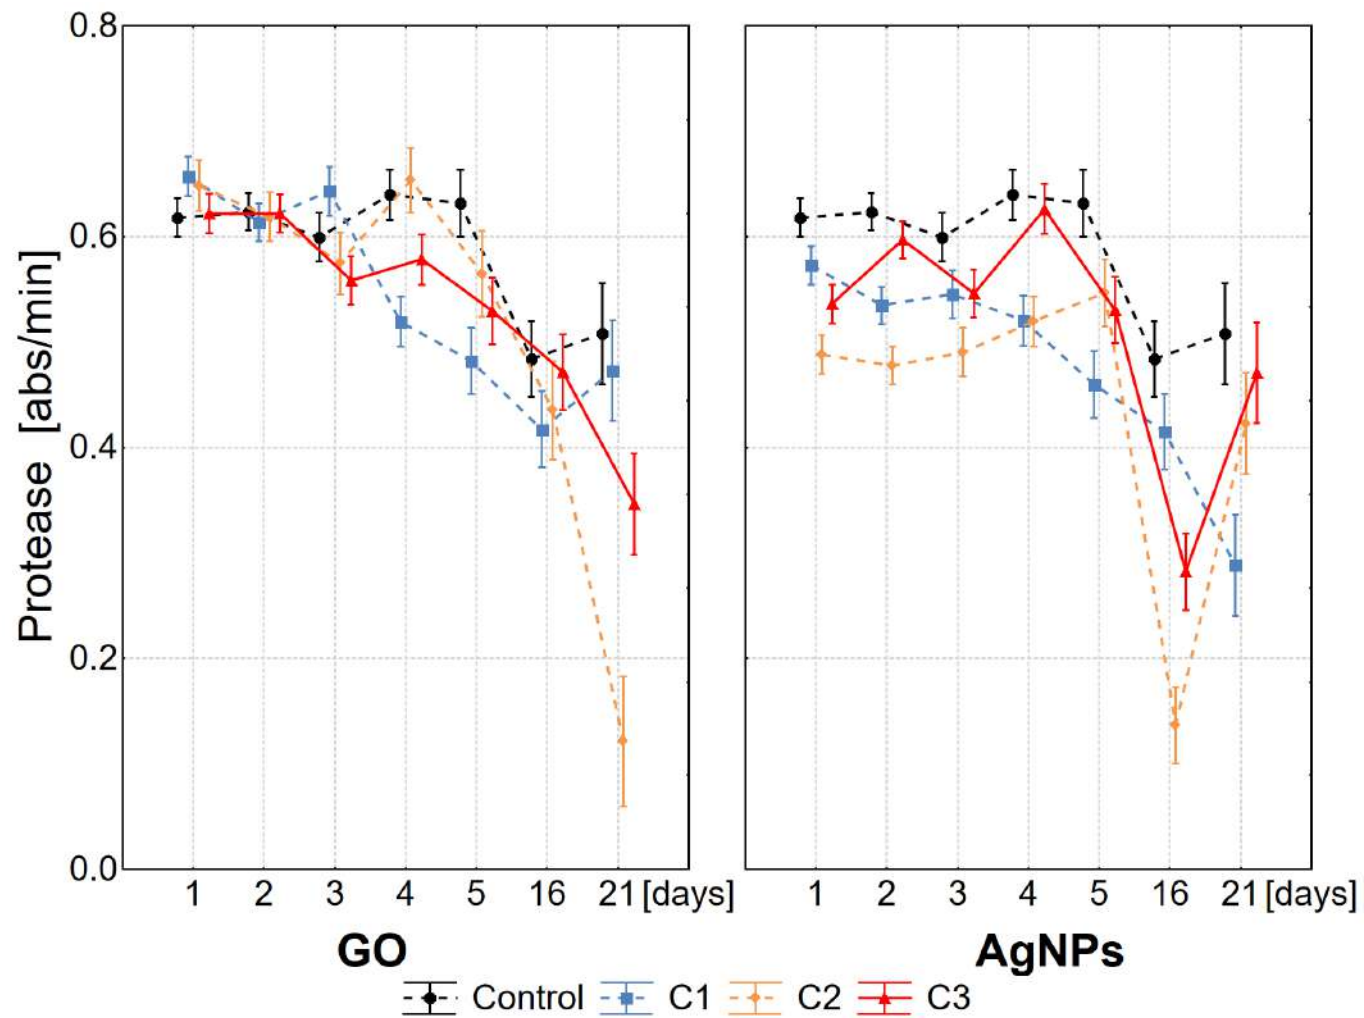 Protease [abs/min]
0.8
0.6
0.4
0.2
0.0
1 2 3 4 5 16 21 [days]
1 2 3 4 5 16 21 [days]
GO
AgNPs
Control C1 C2 C3